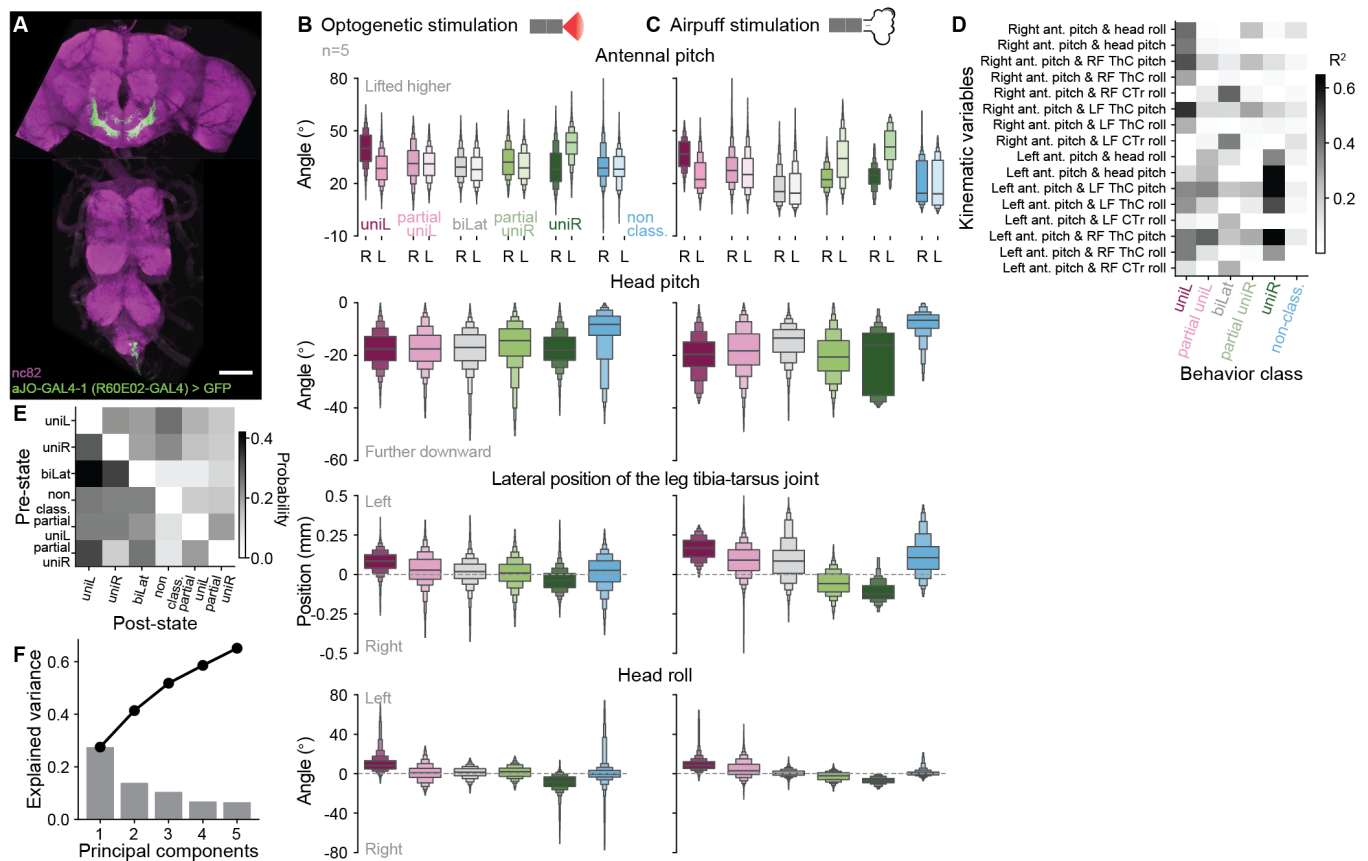 A
nc82
aJO-GAL4-1 (R60E02-GAL4) > GFP
B Optogenetic stimulation
n=5
C Airpuff stimulation
Antennal pitch
Lifted higher
Angle (°)
80
50
20
-10
uniL
partial
uniL
biLat
partial
uniR
uniR
non
class.
R L R L R L R L R L R L
R L R L R L R L R L R L
Head pitch
Angle (°)
0
-20
-40
-60
Further downward
Lateral position of the leg tibia-tarsus joint
Left
Position (mm)
0.5
0.25
0
-0.25
-0.5
Right
Head roll
Left
Angle (°)
80
40
0
-40
-80
Right
D
Kinematic variables
Right ant. pitch & head roll
Right ant. pitch & head pitch
Right ant. pitch & RF ThC pitch
Right ant. pitch & RF ThC roll
Right ant. pitch & RF CTr roll
Right ant. pitch & LF ThC pitch
Right ant. pitch & LF ThC roll
Right ant. pitch & LF CTr roll
Left ant. pitch & head roll
Left ant. pitch & head pitch
Left ant. pitch & LF ThC pitch
Left ant. pitch & LF ThC roll
Left ant. pitch & LF CTr roll
Left ant. pitch & RF ThC pitch
Left ant. pitch & RF ThC roll
Left ant. pitch & RF CTr roll
uniL
partial uniL
biLat
partial uniR
uniR
non-class.
Behavior class
R²
0.6
0.4
0.2
E
Pre-state
uniL
uniR
biLat
non
class.
partial
uniL
partial
uniR
uniL
uniR
biLat
non
class.
partial
uniL
partial
uniR
Post-state
0.4
0.2
0.0
Probability
F
Explained variance
0.6
0.4
0.2
0.0
1 2 3 4 5
Principal components